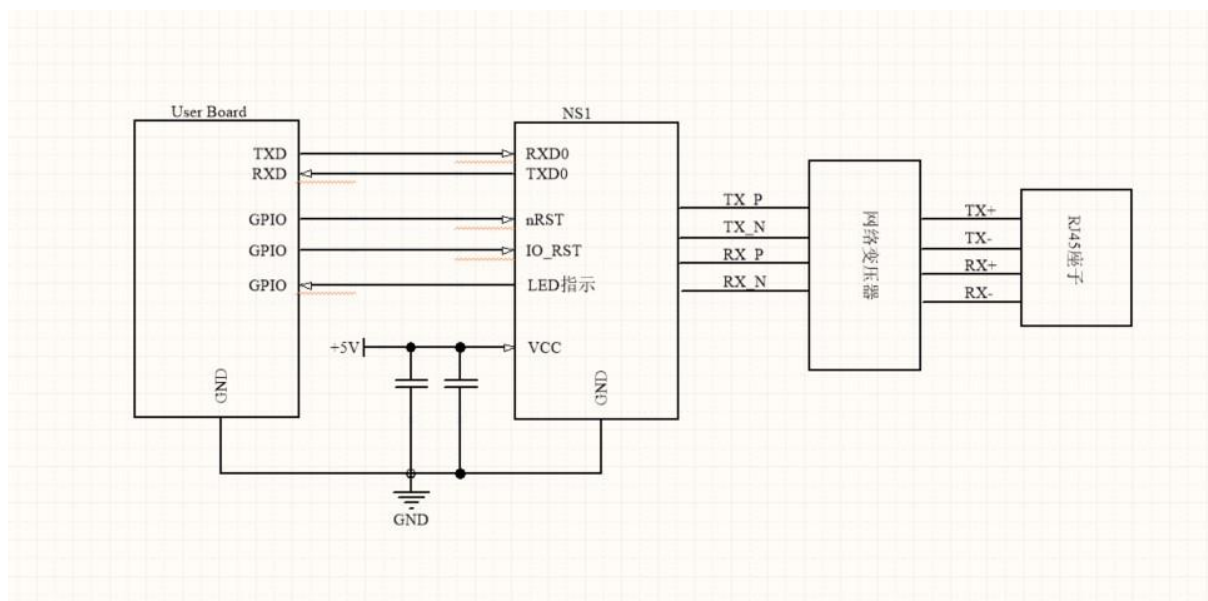 User Board
TXD
RXD
GPIO
GPIO
GPIO
GND
+5V
GND
NS1
RXD0
TXD0
nRST
IO_RST
LED指示
VCC
GND
TX_P
TX_N
RX_P
RX_N
网络变压器
TX+
TX-
RX+
RX-
RJ45座子